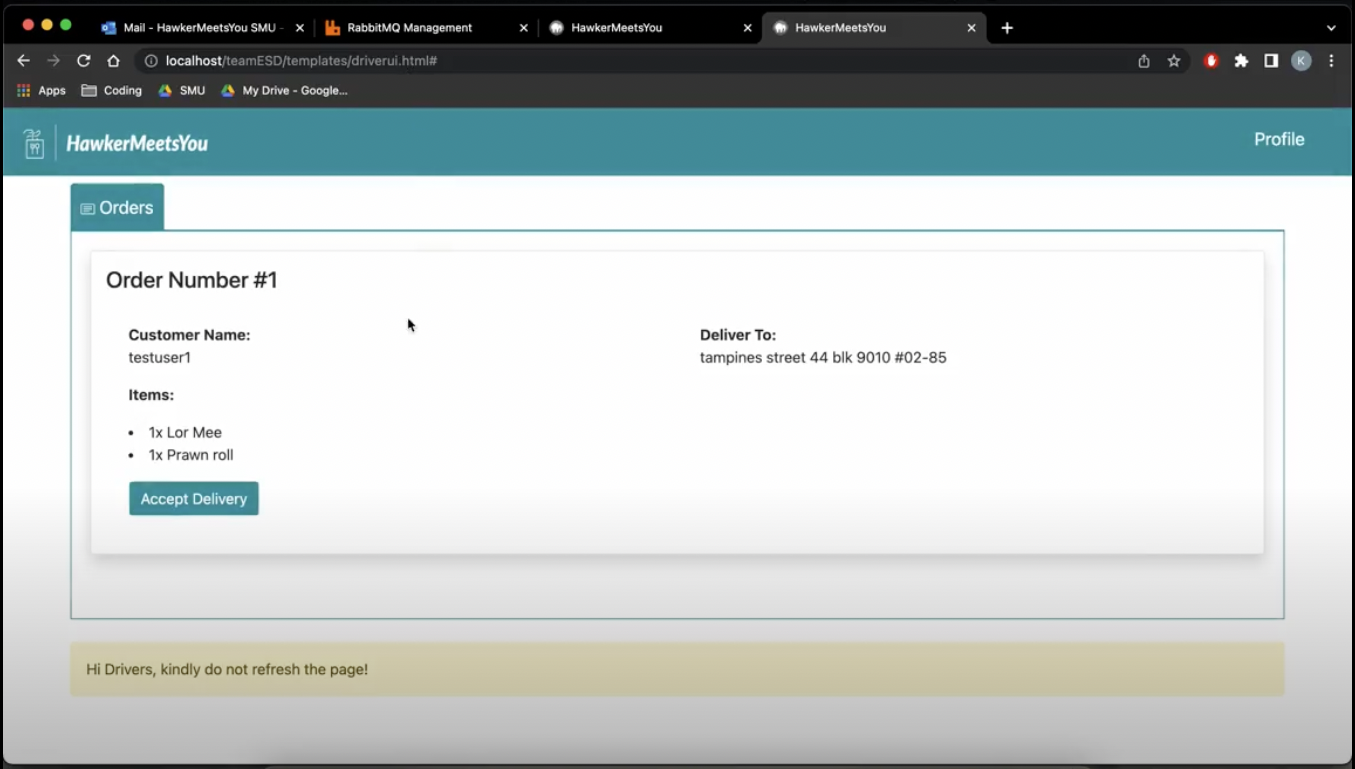 Mail - HawkerMeetsYou SMU -
RabbitMQ Management
HawkerMeetsYou
HawkerMeetsYou
localhost/teamESD/templates/driverui.html#
K
Apps
Coding
SMU
My Drive - Google...
HawkerMeetsYou
Profile
Orders
Order Number #1
Customer Name:
testuser1
Deliver To:
tampines street 44 blk 9010 #02-85
Items:
• 1x Lor Mee
• 1x Prawn roll
Accept Delivery
Hi Drivers, kindly do not refresh the page!